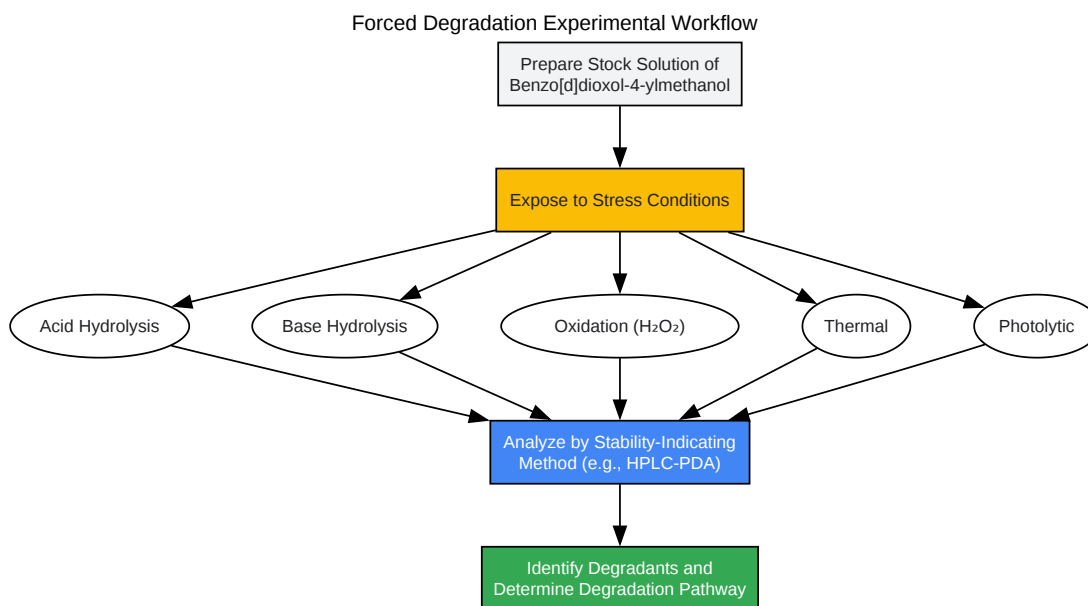 Forced Degradation Experimental Workflow
Prepare Stock Solution of
Benzo[d]dioxol-4-ylmethanol
Expose to Stress Conditions
Acid Hydrolysis
Base Hydrolysis
Oxidation (H₂O₂)
Thermal
Photolytic
Analyze by Stability-Indicating
Method (e.g., HPLC-PDA)
Identify Degradants and
Determine Degradation Pathway